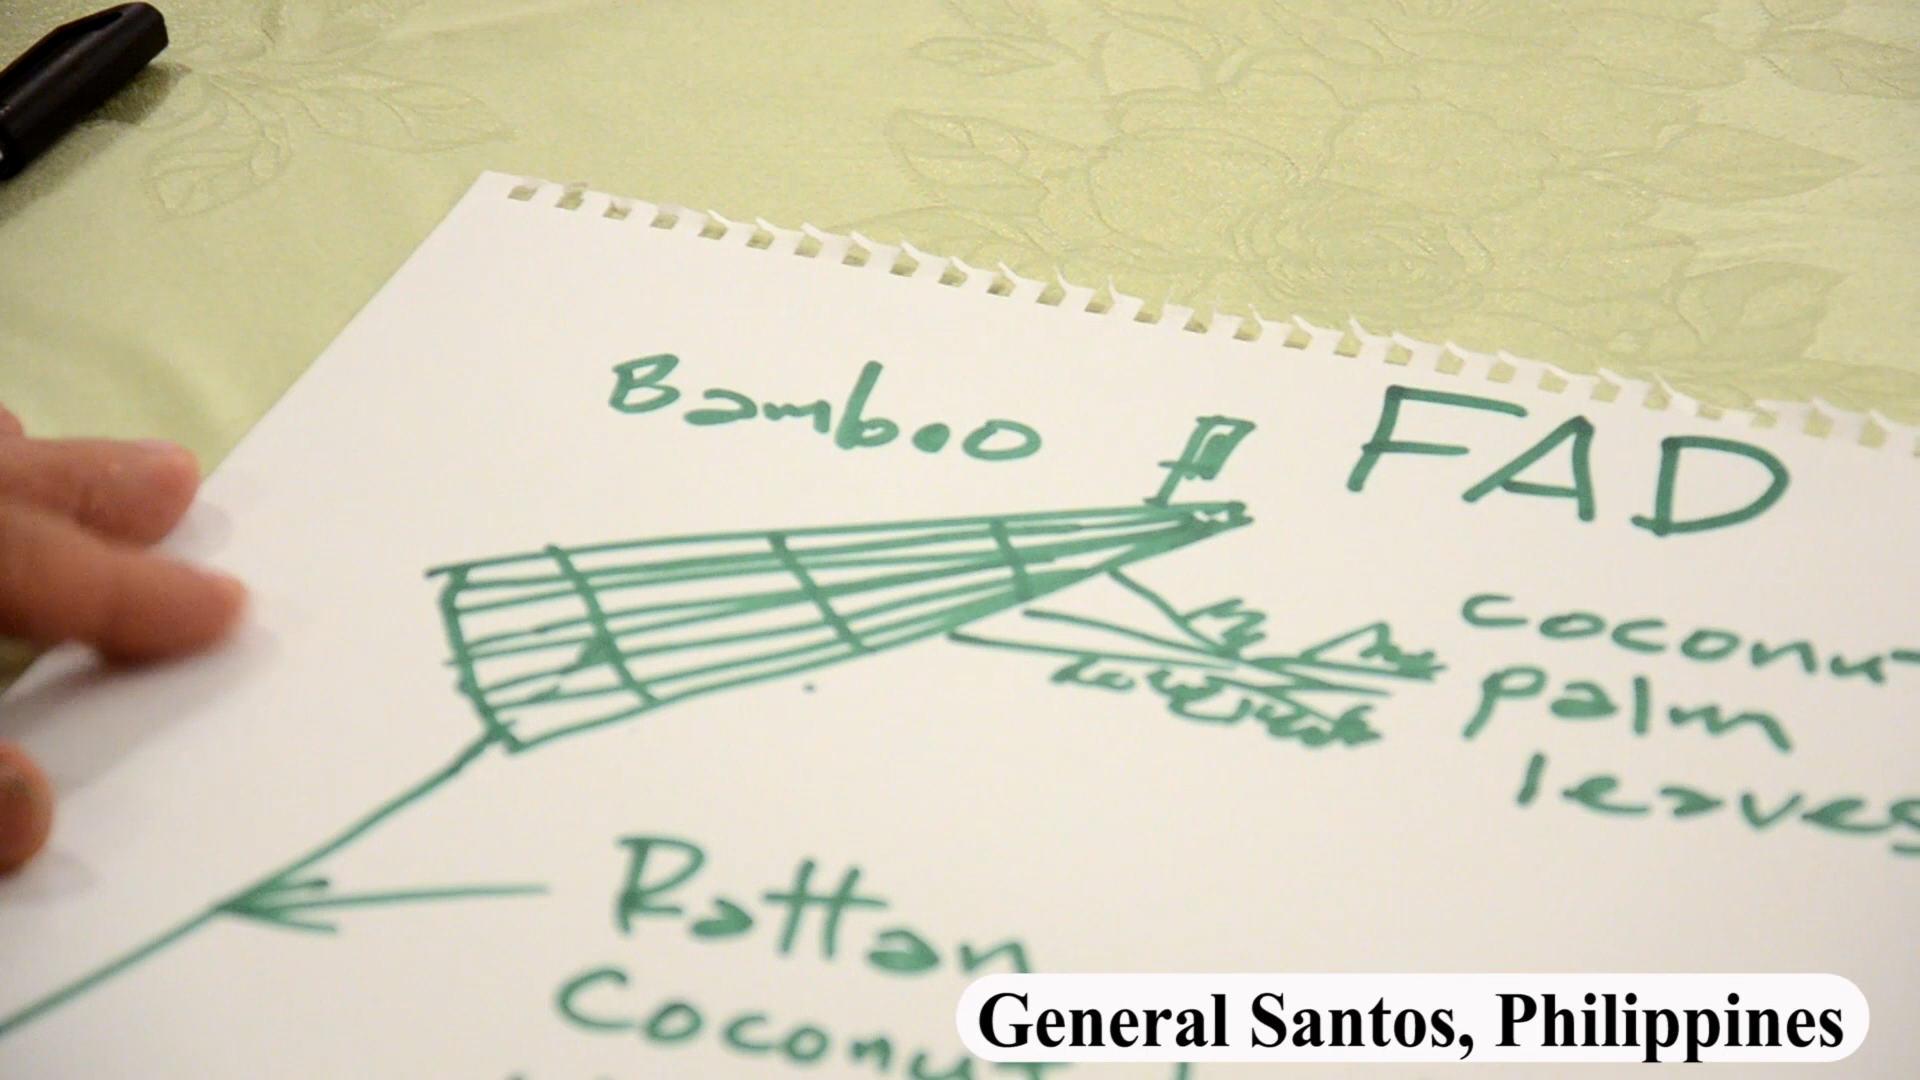 Bamboo
FAD
coconut
palm
leaves
Rattan
Coconut
General Santos, Philippines